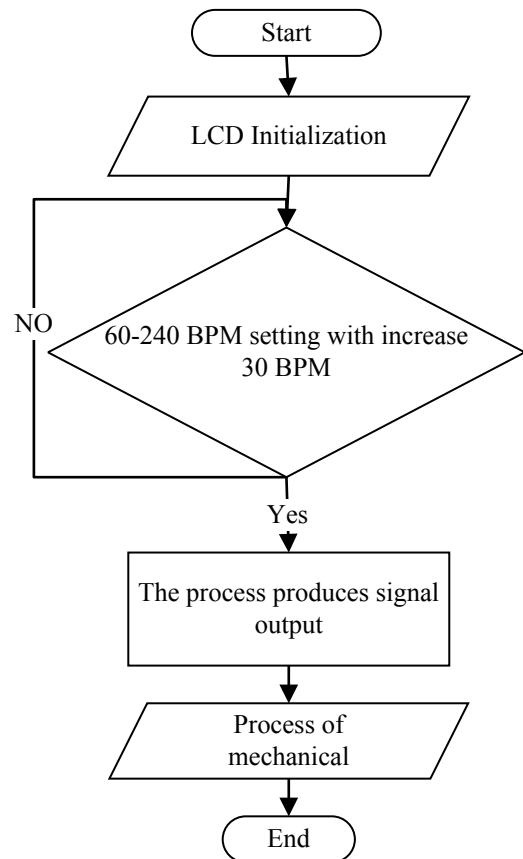 Start
LCD Initialization
NO
60-240 BPM setting with increase
30 BPM
Yes
The process produces signal
output
Process of
mechanical
End